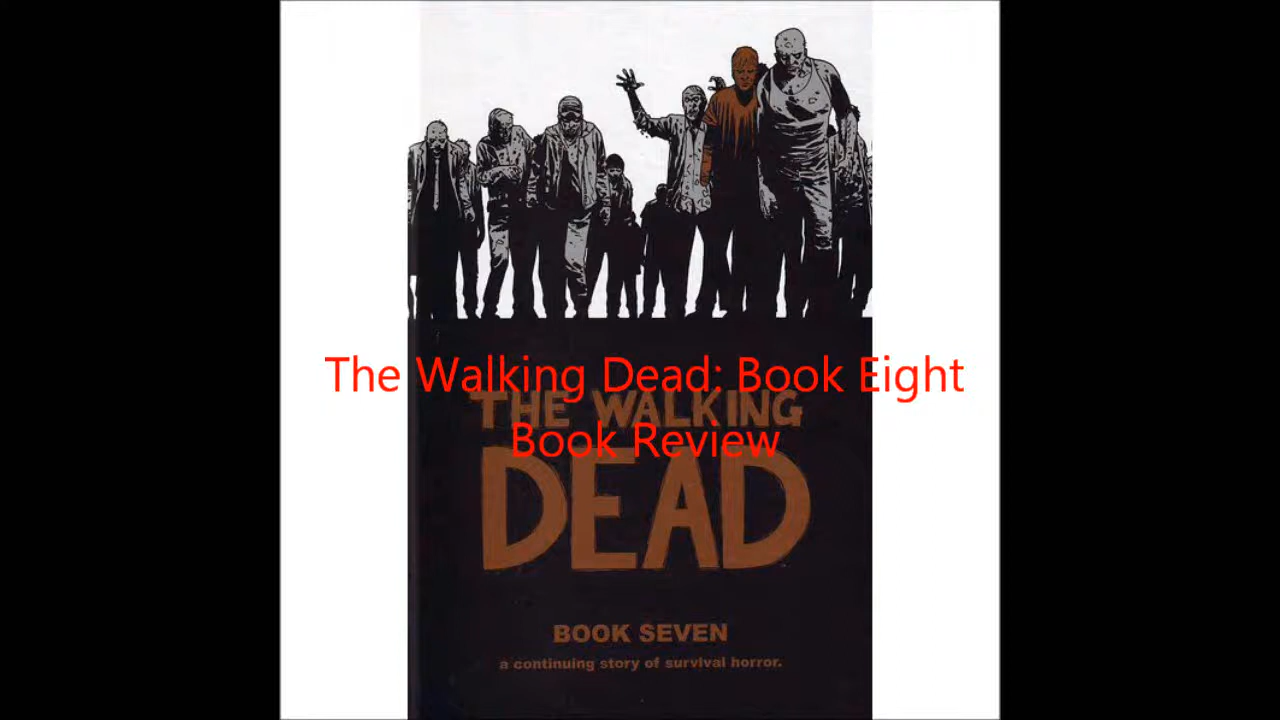 The Walking Dead: Book Eight
THE WALKING
Book Review
DEAD
BOOK SEVEN
a continuing story of survival horror.